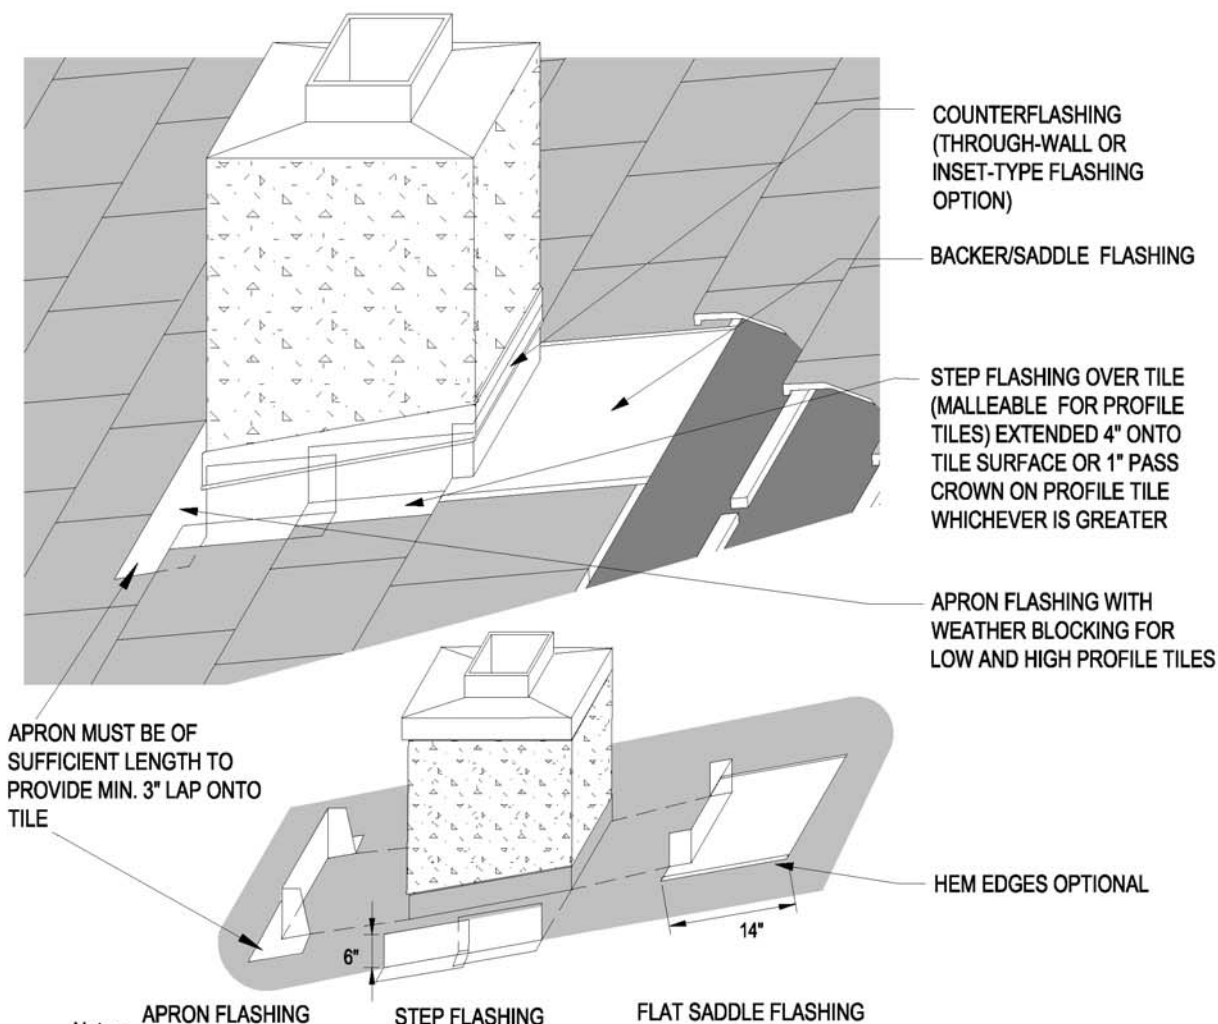 COUNTERFLASHING
(THROUGH-WALL OR
INSET-TYPE FLASHING
OPTION)
BACKER/SADDLE FLASHING
STEP FLASHING OVER TILE
(MALLEABLE FOR PROFILE
TILES) EXTENDED 4" ONTO
TILE SURFACE OR 1" PASS
CROWN ON PROFILE TILE
WHICHEVER IS GREATER
APRON FLASHING WITH
WEATHER BLOCKING FOR
LOW AND HIGH PROFILE TILES
APRON MUST BE OF
SUFFICIENT LENGTH TO
PROVIDE MIN. 3" LAP ONTO
TILE
HEM EDGES OPTIONAL
14"
6"
APRON FLASHING
STEP FLASHING
FLAT SADDLE FLASHING